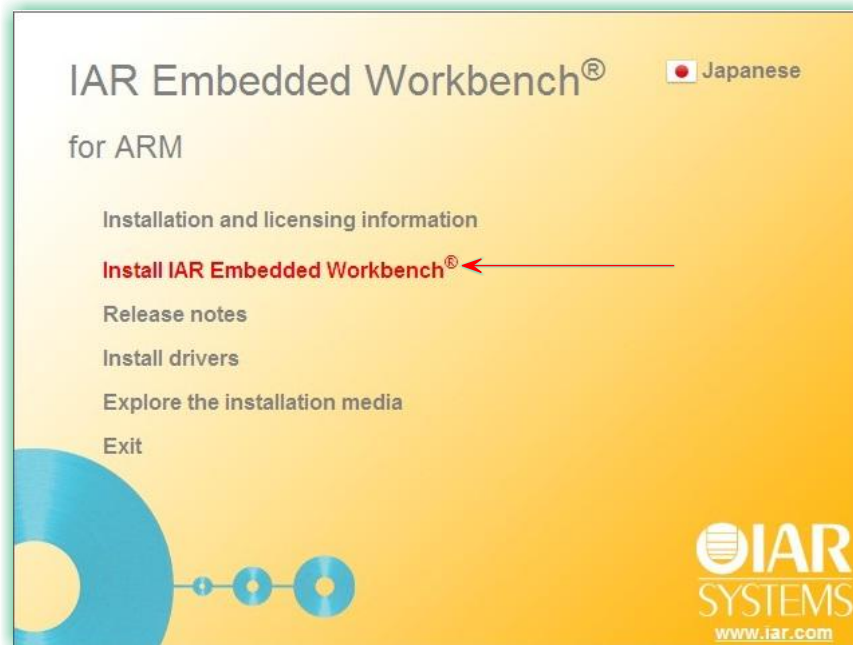 IAR Embedded Workbench®
Japanese
for ARM
Installation and licensing information
Install IAR Embedded Workbench®
Release notes
Install drivers
Explore the installation media
Exit
IAR
SYSTEMS
www.iar.com